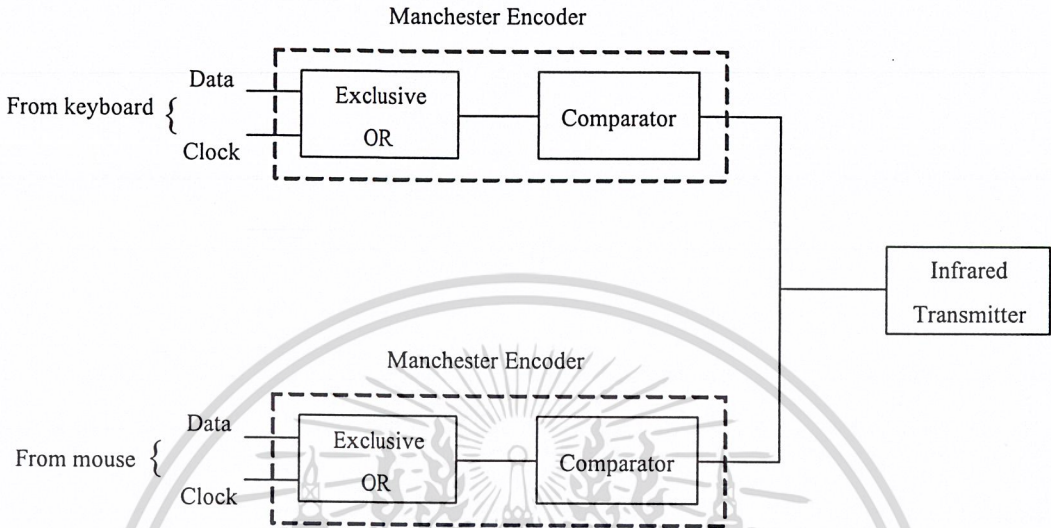 Manchester Encoder
From keyboard {
Data
Clock
Exclusive
OR
Comparator
Infrared
Transmitter
Manchester Encoder
From mouse {
Data
Clock
Exclusive
OR
Comparator